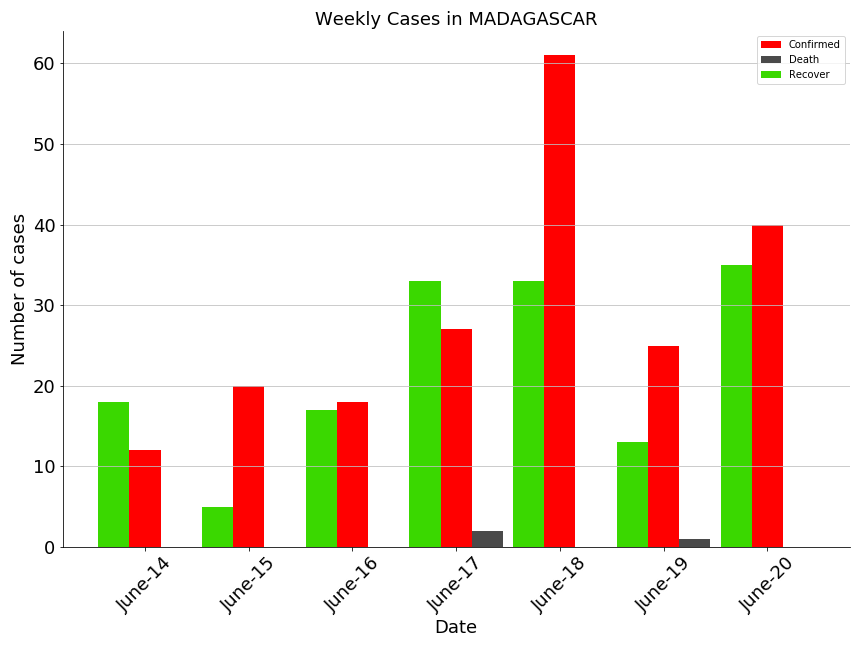 Weekly Cases in MADAGASCAR
Confirmed
Death
Recover
Number of cases
60
50
40
30
20
10
0
June-14
June-15
June-16
June-17
June-18
June-19
June-20
Date